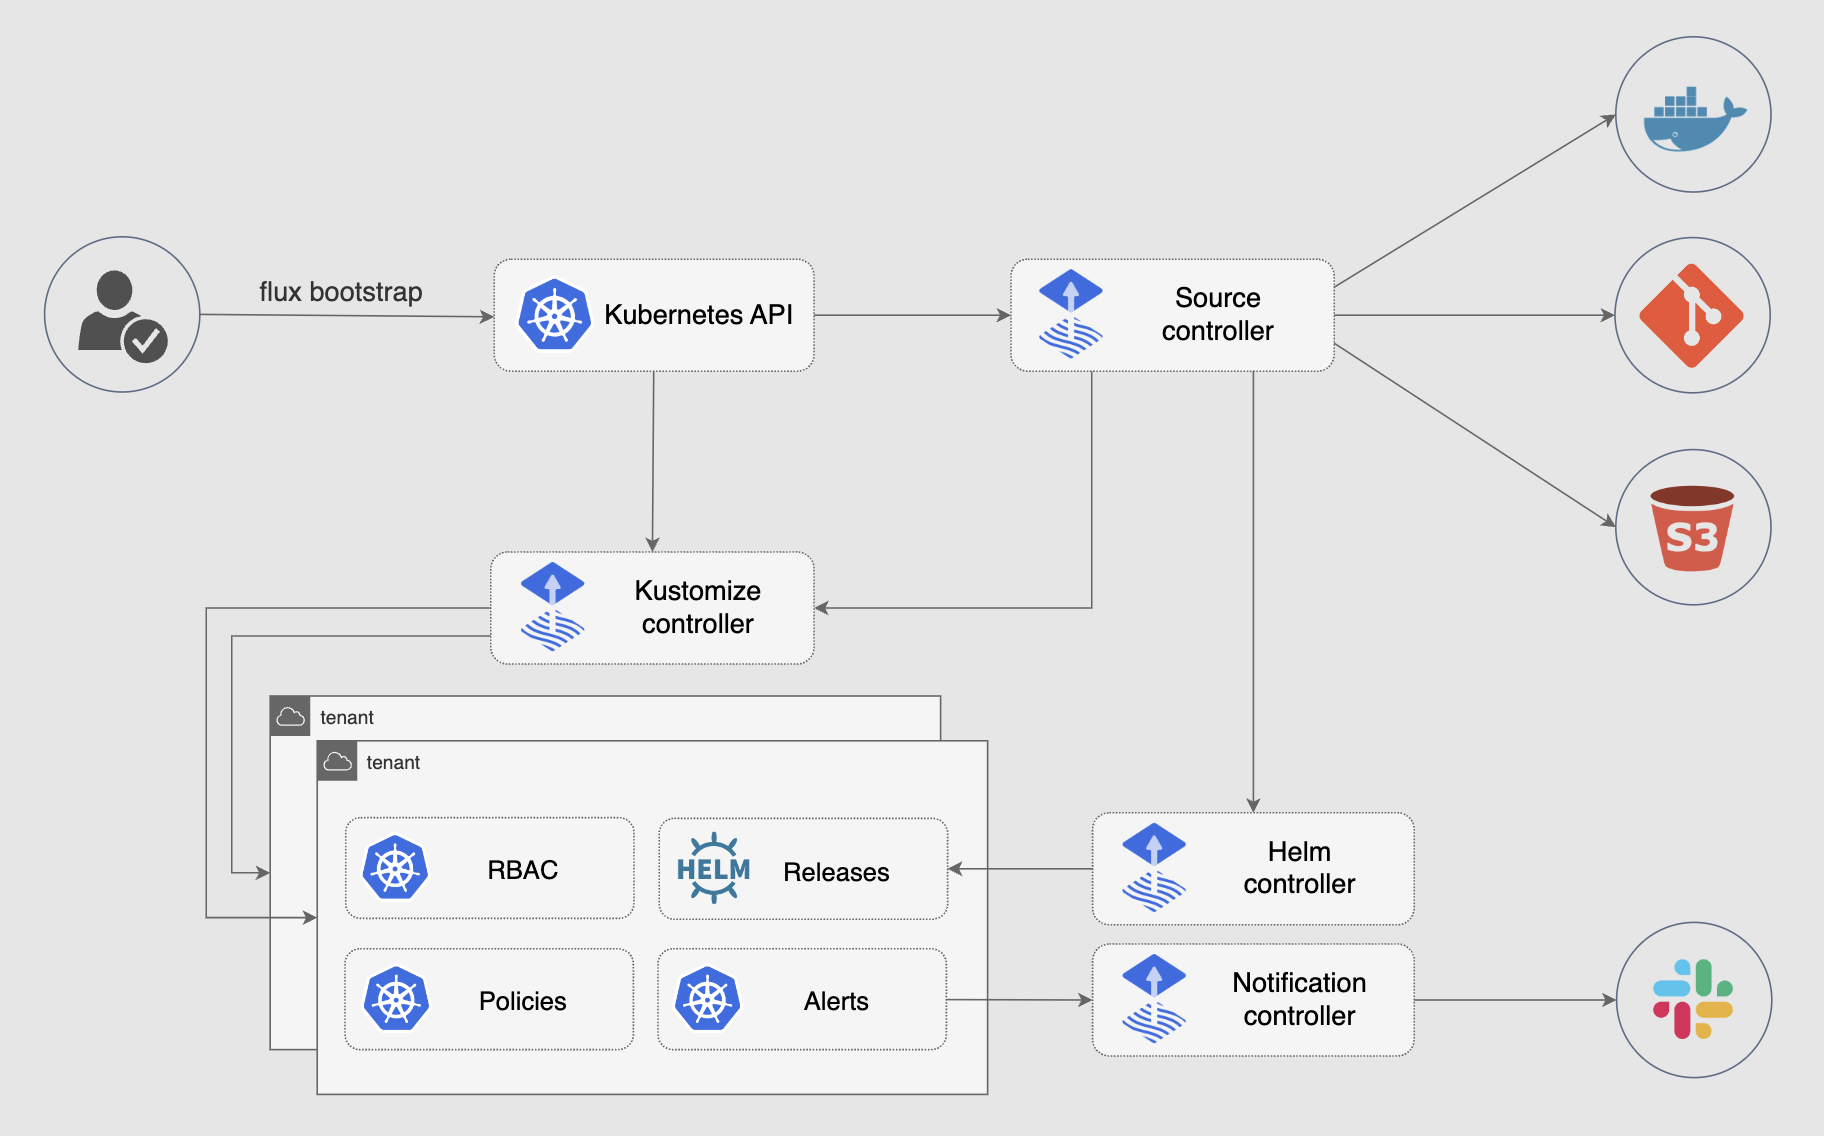 flux bootstrap
Kubernetes API
Source
controller
S3
Kustomize
controller
tenant
tenant
RBAC
HELM
Releases
Helm
controller
Policies
Alerts
Notification
controller